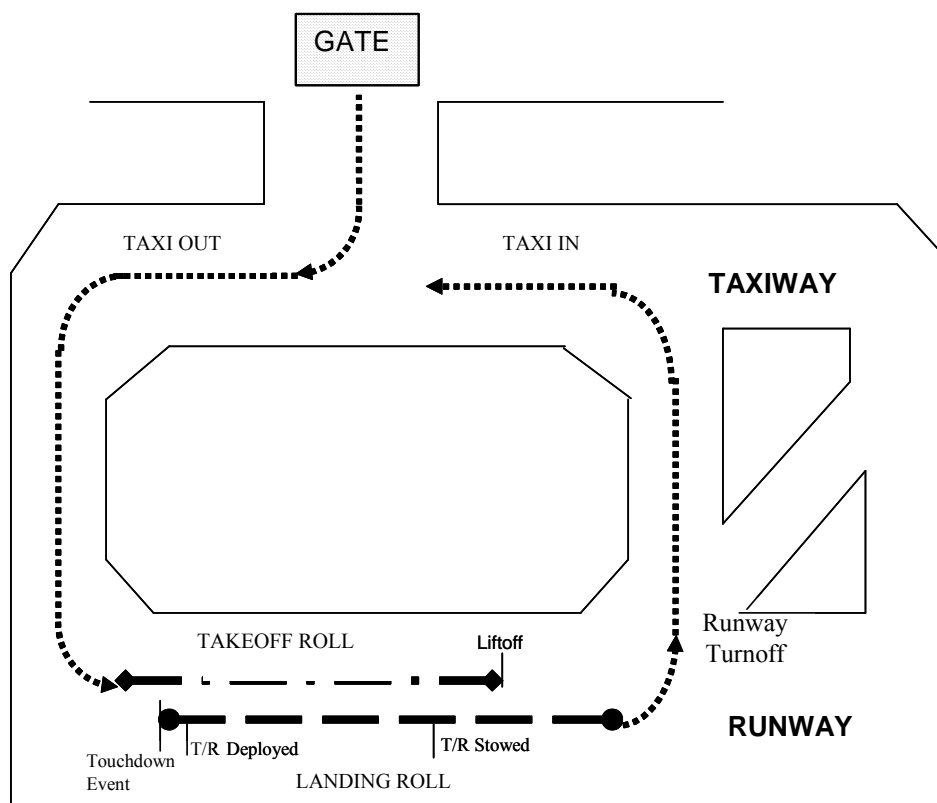 GATE
TAXI OUT
TAXI IN
TAXIWAY
TAKEOFF ROLL
Liftoff
Runway
Turnoff
RUNWAY
T/R Deployed
T/R Stowed
Touchdown
Event
LANDING ROLL